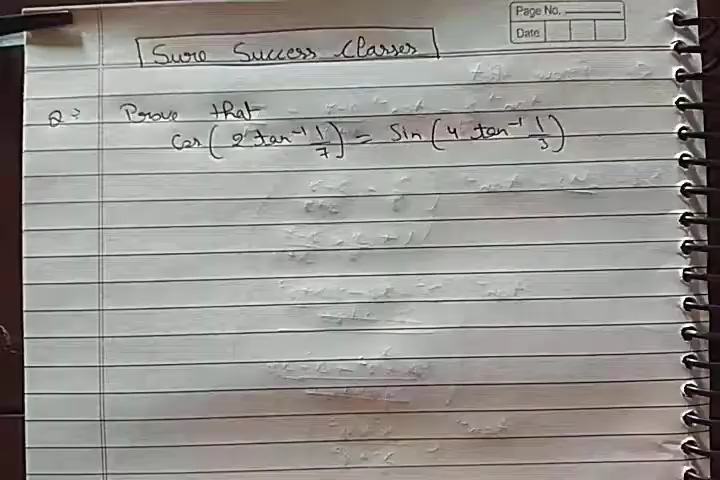 Page No.
Date
Sure Success Classes
Q: Prove that
Cos ( 2 tan⁻¹ 1/7 ) = Sin ( 4 tan⁻¹ 1/3 )